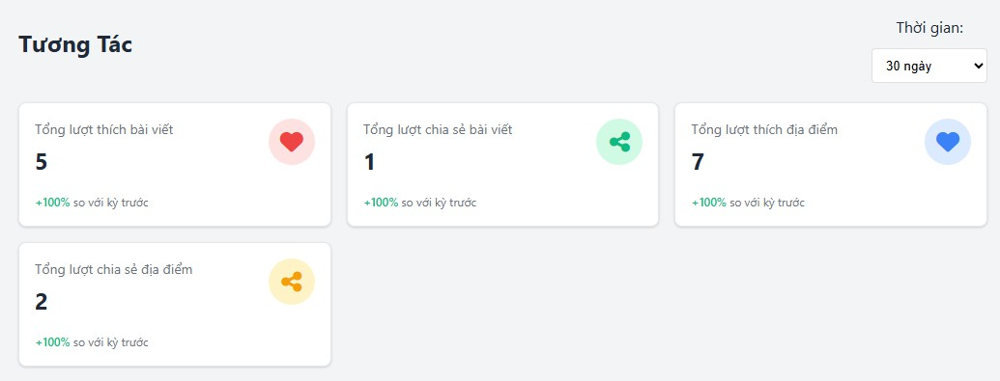 Tương Tác
Thời gian:
30 ngày
Tổng lượt thích bài viết
5
+100% so với kỳ trước
Tổng lượt chia sẻ bài viết
1
+100% so với kỳ trước
Tổng lượt thích địa điểm
7
+100% so với kỳ trước
Tổng lượt chia sẻ địa điểm
2
+100% so với kỳ trước